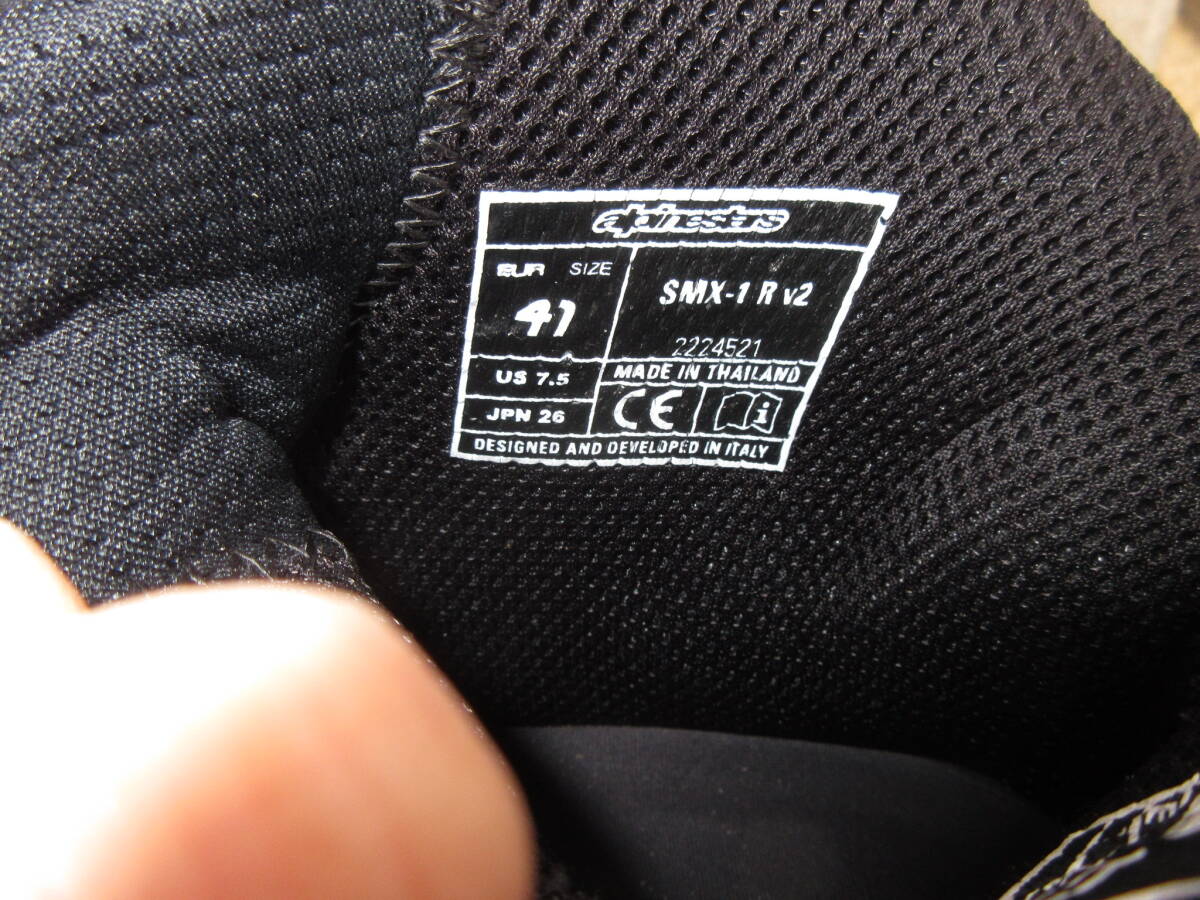 alpinestars
EUR SIZE
41
SMX-1 R v2
2224521
US 7.5
MADE IN THAILAND
JPN 26
CE
i
DESIGNED AND DEVELOPED IN ITALY